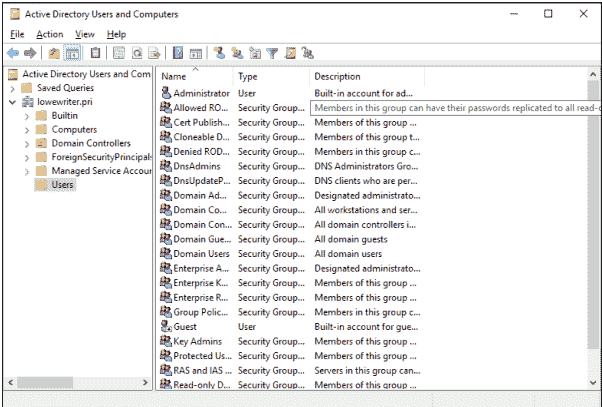 Active Directory Users and Computers
File Action View Help
Active Directory Users and Com
Saved Queries
lowewriter.pri
Builtin
Computers
Domain Controllers
ForeignSecurityPrincipals
Managed Service Accour
Users
Name Type Description
Administrator User Built-in account for ad...
Allowed RO... Security Group... Members in this group can have their passwords replicated to all read-o
Cert Publish... Security Group... Members of this group ...
Cloneable D... Security Group... Members of this group t...
Denied ROD... Security Group... Members in this group c...
DnsAdmins Security Group... DNS Administrators Gro...
DnsUpdateP... Security Group... DNS clients who are per...
Domain Ad... Security Group... Designated administrato...
Domain Co... Security Group... All workstations and ser...
Domain Con... Security Group... All domain controllers i...
Domain Gue... Security Group... All domain guests
Domain Users Security Group... All domain users
Enterprise A... Security Group... Designated administrato...
Enterprise K... Security Group... Members of this group ...
Enterprise R... Security Group... Members of this group ...
Group Polic... Security Group... Members in this group c...
Guest User Built-in account for gue...
Key Admins Security Group... Members of this group ...
Protected Us... Security Group... Members of this group ...
RAS and IAS ... Security Group... Servers in this group can...
Read-only D... Security Group... Members of this group ...